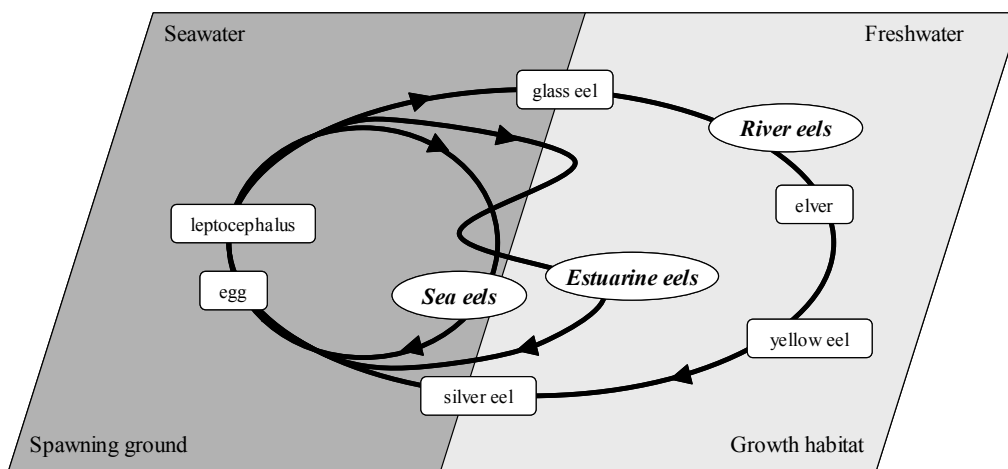 Seawater
Freshwater
glass eel
River eels
elver
leptocephalus
egg
Sea eels
Estuarine eels
yellow eel
silver eel
Spawning ground
Growth habitat